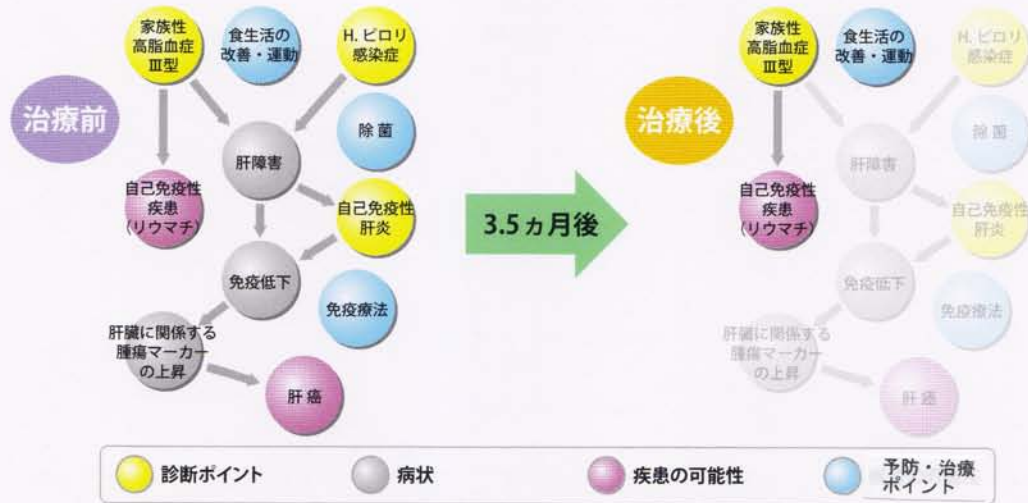 治療前
家族性
高脂血症
III型
食生活の
改善・運動
H. ピロリ
感染症
除菌
肝障害
自己免疫性
疾患
(リウマチ)
自己免疫性
肝炎
免疫低下
免疫療法
肝臓に関係する
腫瘍マーカー
の上昇
肝癌
3.5 ヵ月後
治療後
家族性
高脂血症
III型
食生活の
改善・運動
H. ピロリ
感染症
除菌
肝障害
自己免疫性
疾患
(リウマチ)
自己免疫性
肝炎
免疫低下
免疫療法
肝臓に関係する
腫瘍マーカー
の上昇
肝癌
診断ポイント
病状
疾患の可能性
予防・治療
ポイント